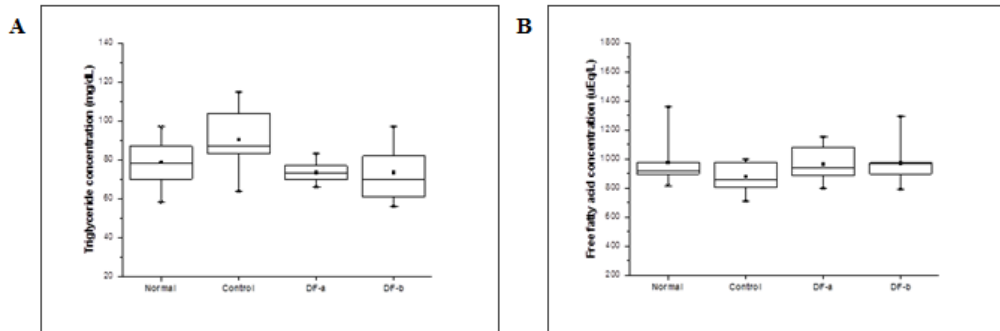 A
Triglyceride concentration (mg/dL)
140
120
100
80
60
40
20
Normal Control DF-a DF-b
B
Free fatty acid concentration (uEq/L)
1800
1600
1400
1200
1000
800
600
400
200
Normal Control DF-a DF-b